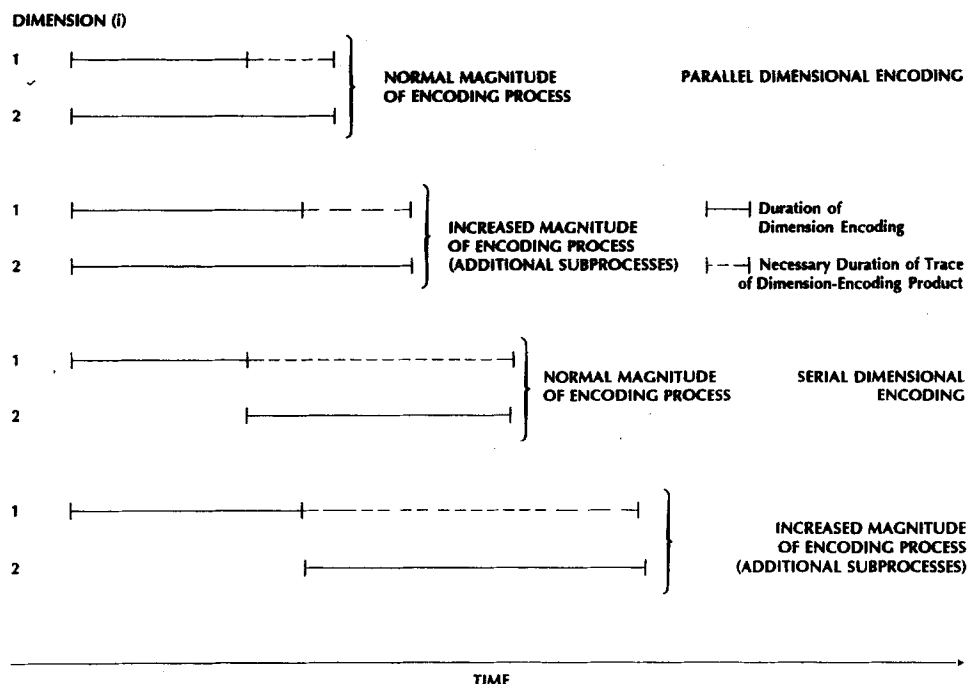 DIMENSION (i)
1
2
NORMAL MAGNITUDE
OF ENCODING PROCESS
PARALLEL DIMENSIONAL ENCODING
1
2
INCREASED MAGNITUDE
OF ENCODING PROCESS
(ADDITIONAL SUBPROCESSES)
Duration of
Dimension Encoding
Necessary Duration of Trace
of Dimension-Encoding Product
1
2
NORMAL MAGNITUDE
OF ENCODING PROCESS
SERIAL DIMENSIONAL
ENCODING
1
2
INCREASED MAGNITUDE
OF ENCODING PROCESS
(ADDITIONAL SUBPROCESSES)
TIME